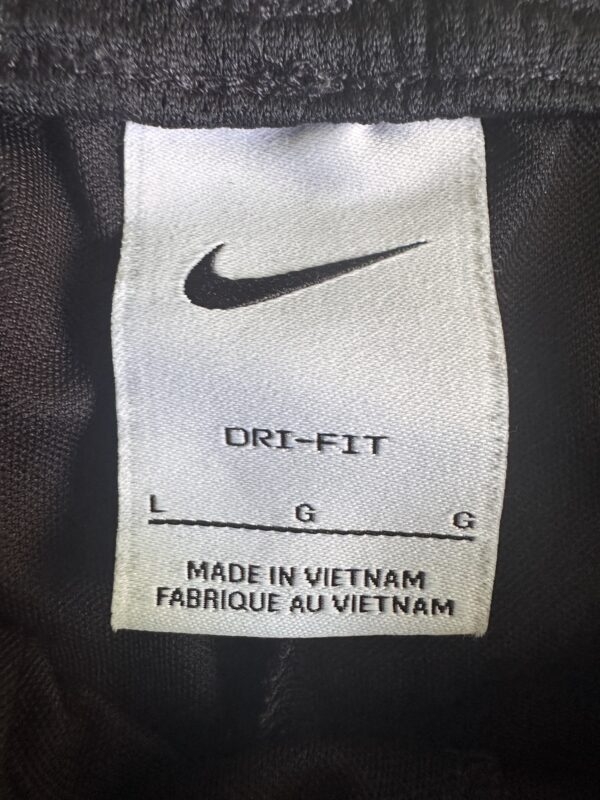 DRI-FIT
L G G
MADE IN VIETNAM
FABRIQUE AU VIETNAM